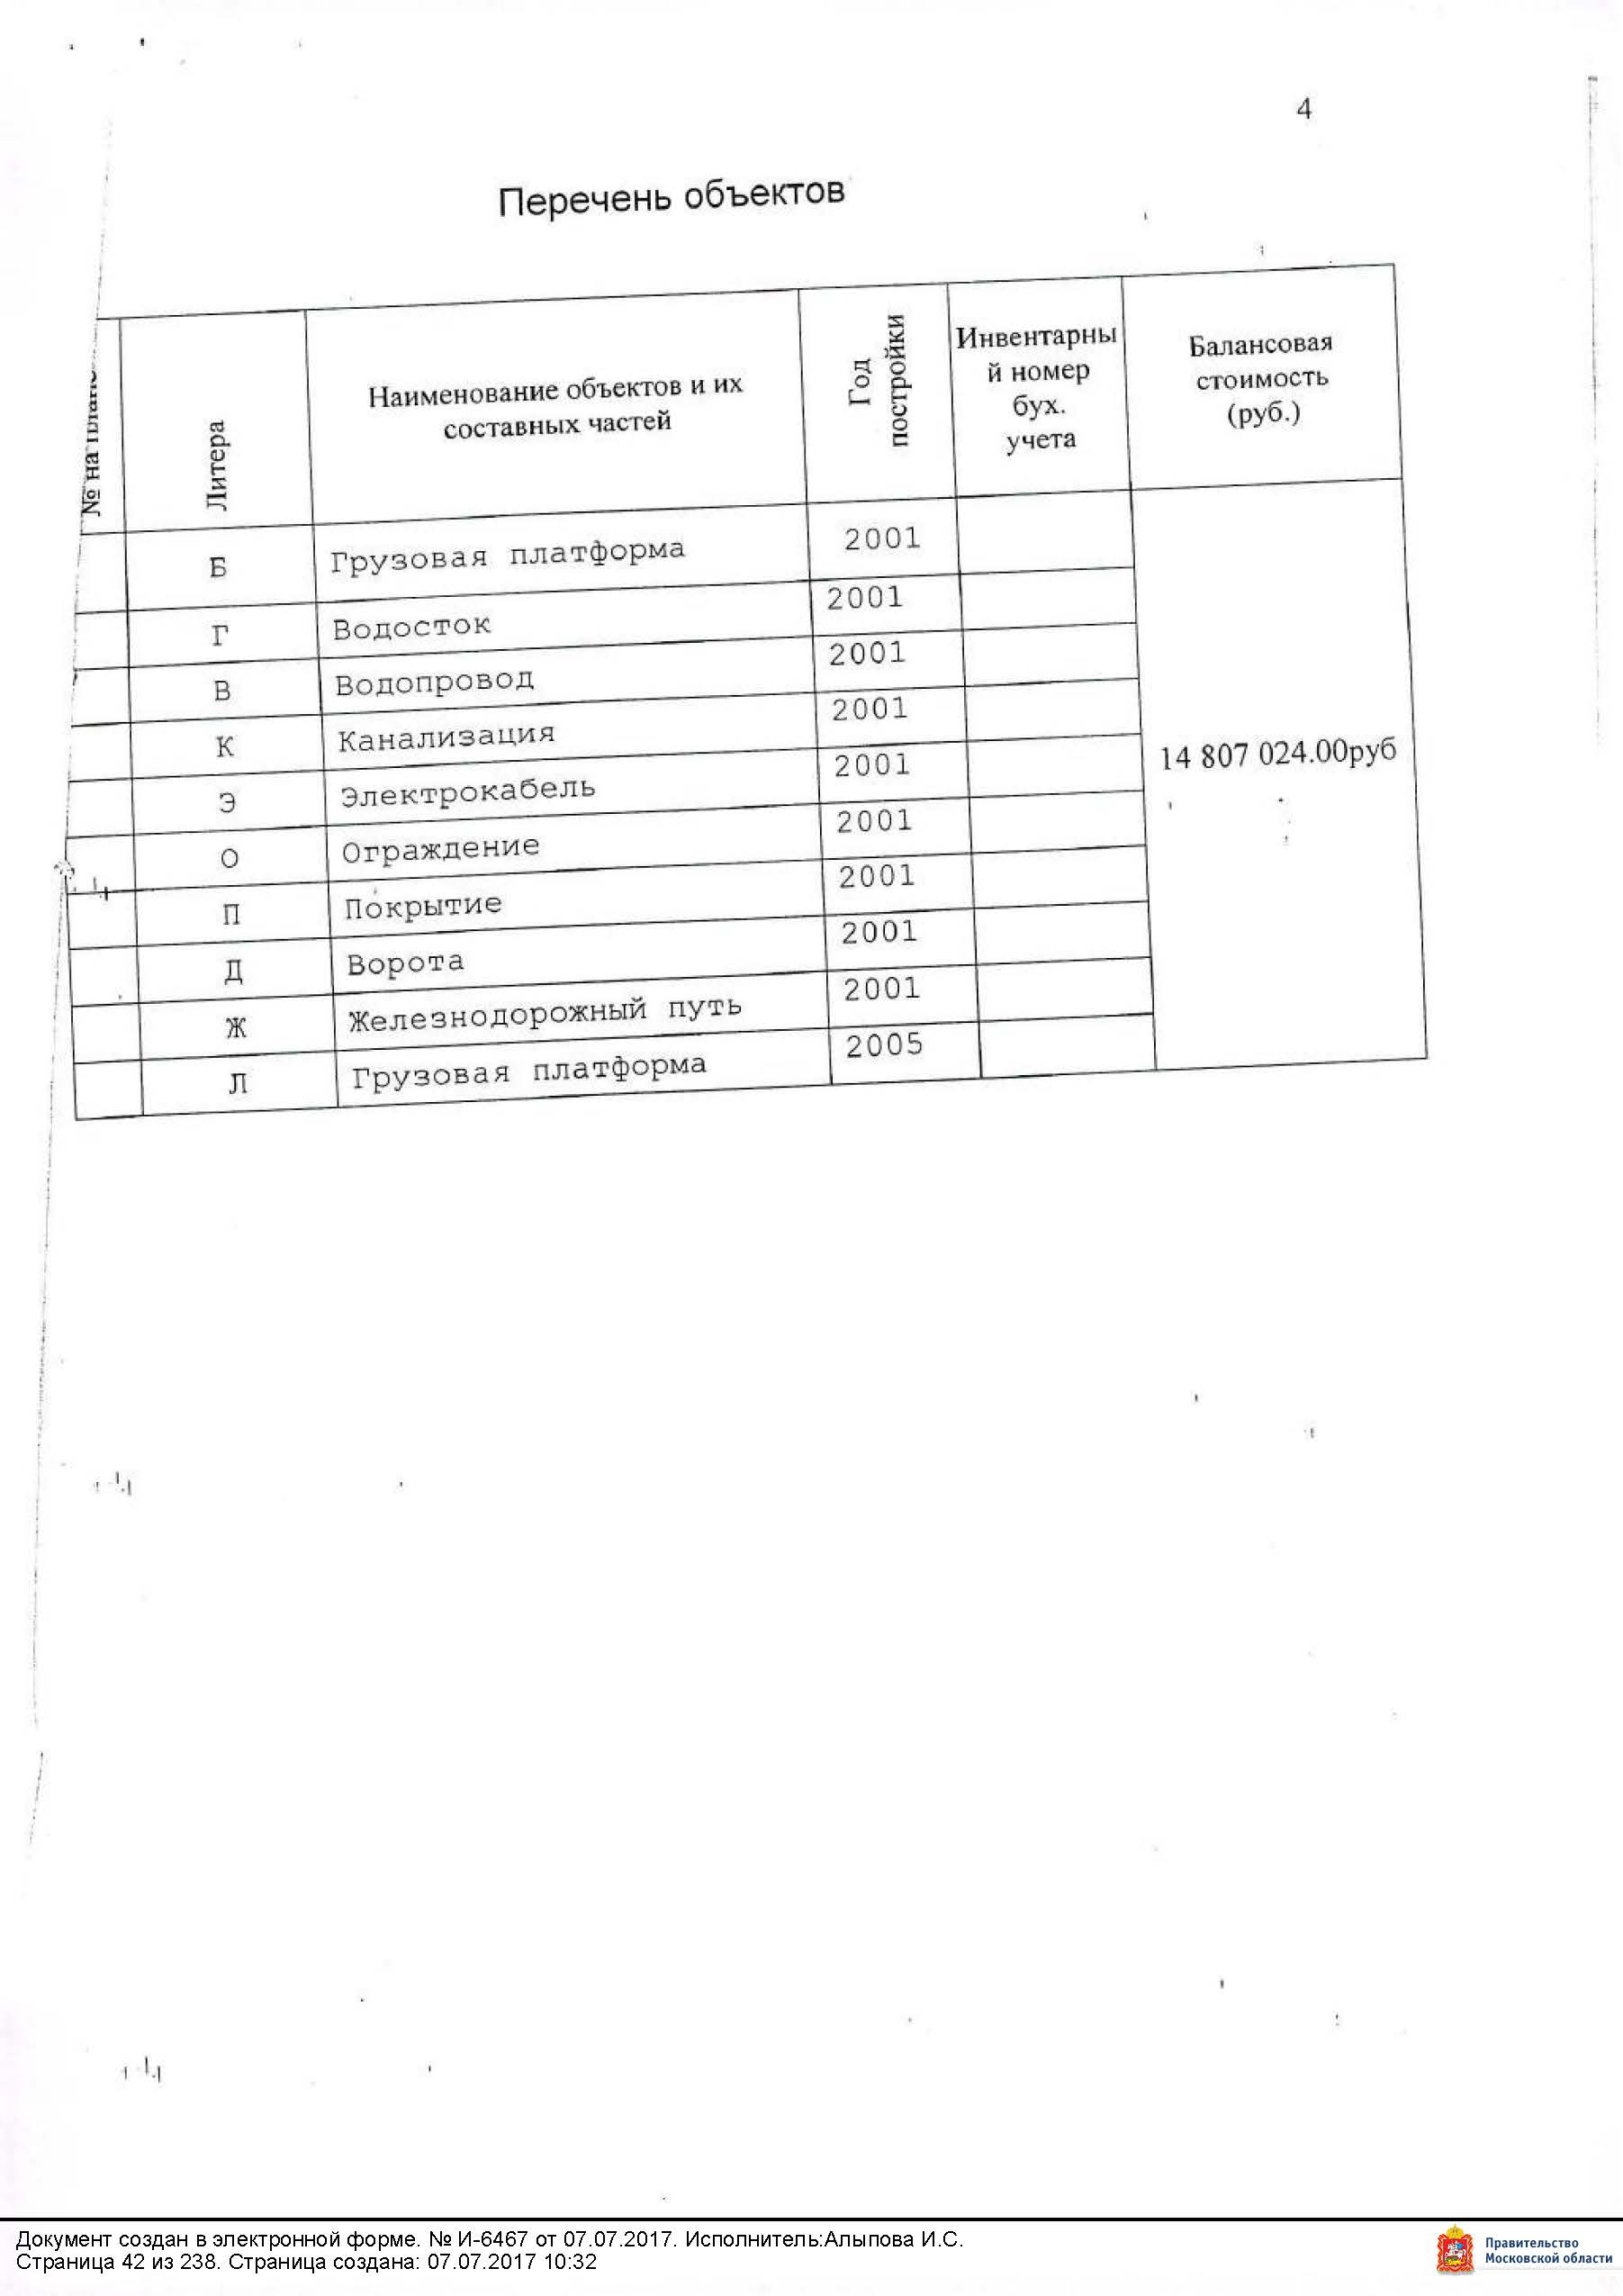 4
Перечень объектов
№ на плане
Литера
Наименование объектов и их
составных частей
Год
постройки
Инвентарны
й номер
бух.
учета
Балансовая
стоимость
(руб.)
Б Грузовая платформа 2001
Г Водосток 2001
В Водопровод 2001
К Канализация 2001
Э Электрокабель 2001
О Ограждение 2001
П Покрытие 2001
Д Ворота 2001
Ж Железнодорожный путь 2001
Л Грузовая платформа 2005
14 807 024.00руб
Документ создан в электронной форме. № И-6467 от 07.07.2017. Исполнитель:Алыпова И.С.
Страница 42 из 238. Страница создана: 07.07.2017 10:32
Правительство
Московской области